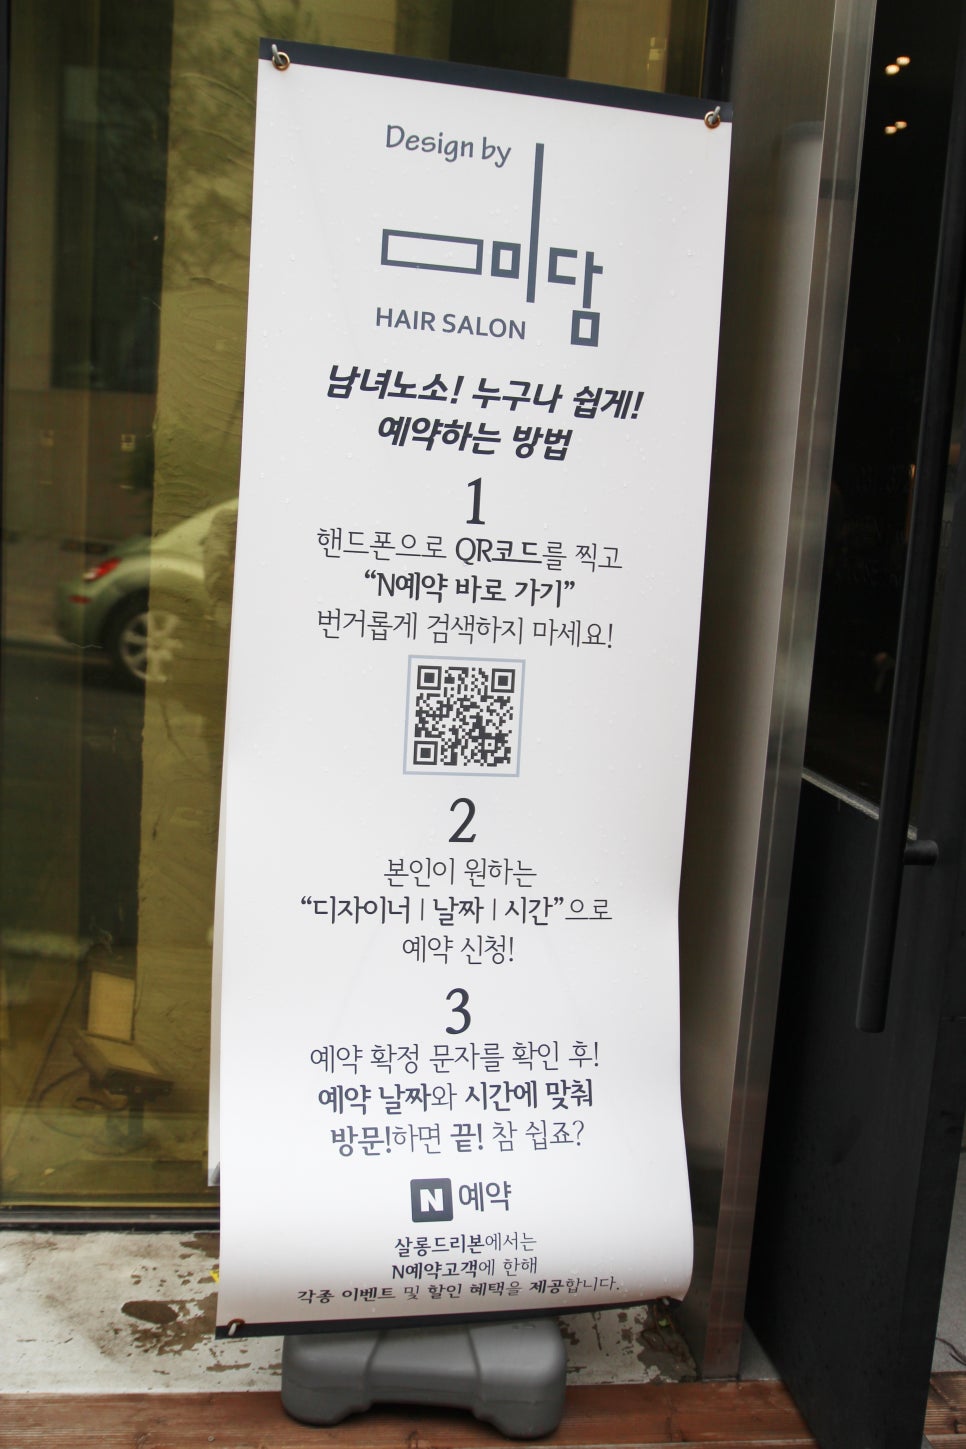 Design by
미담
HAIR SALON
남녀노소! 누구나 쉽게!
예약하는 방법
1
핸드폰으로 QR코드를 찍고
“N예약 바로 가기”
번거롭게 검색하지 마세요!
2
본인이 원하는
“디자이너 | 날짜 | 시간”으로
예약 신청!
3
예약 확정 문자를 확인 후!
예약 날짜와 시간에 맞춰
방문!하면 끝! 참 쉽죠?
N 예약
살롱드리본에서는
N예약고객에 한해
각종 이벤트 및 할인 혜택을 제공합니다.